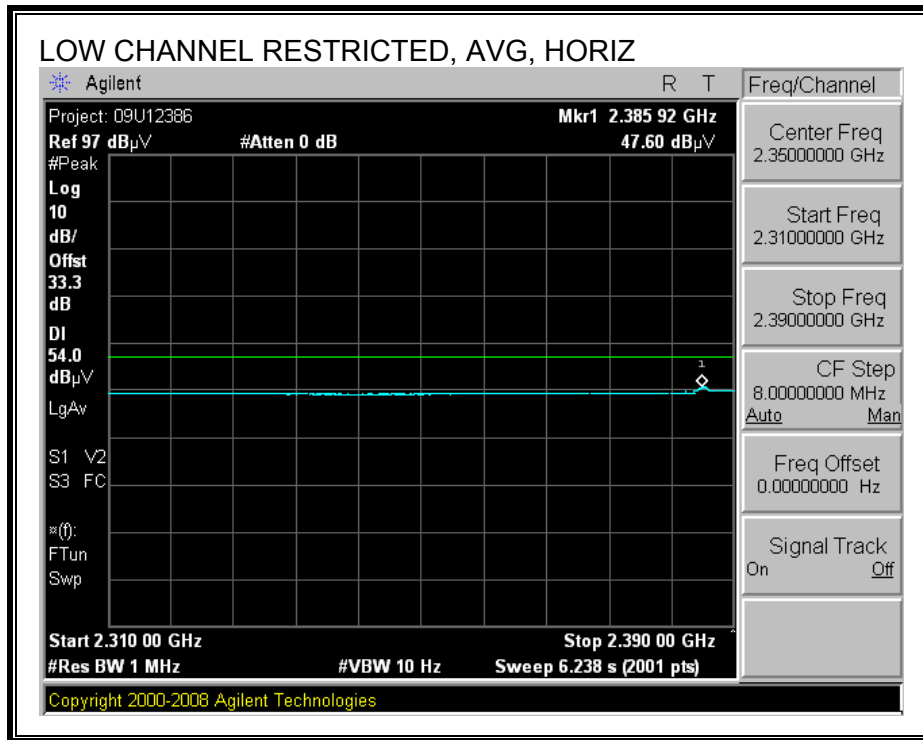 LOW CHANNEL RESTRICTED, AVG, HORIZ
Agilent R T
Freq/Channel
Project: 09U12386 Mkr1 2.385 92 GHz
Ref 97 dBµV #Atten 0 dB 47.60 dBµV
#Peak
Log
10
dB/
Offst
33.3
dB
DI
54.0
dBµV
LgAv
S1 V2
S3 FC
¤(f):
FTun
Swp
1
Start 2.310 00 GHz Stop 2.390 00 GHz
#Res BW 1 MHz #VBW 10 Hz Sweep 6.238 s (2001 pts)
Center Freq
2.35000000 GHz
Start Freq
2.31000000 GHz
Stop Freq
2.39000000 GHz
CF Step
8.00000000 MHz
Auto Man
Freq Offset
0.00000000 Hz
Signal Track
On Off
Copyright 2000-2008 Agilent Technologies